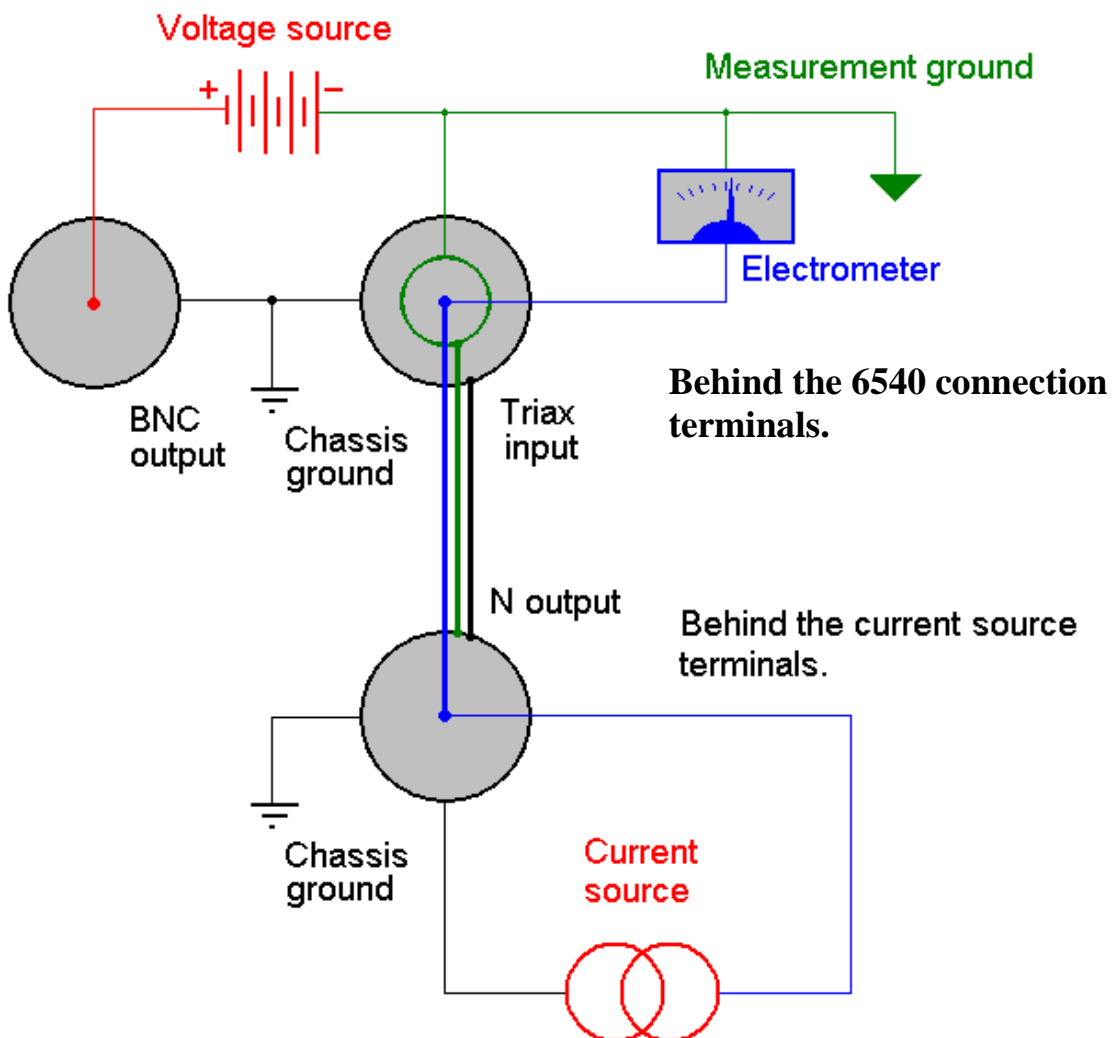 Voltage source
Measurement ground
+
−
Electrometer
BNC
output
Chassis
ground
Triax
input
Behind the 6540 connection
terminals.
N output
Behind the current source
terminals.
Chassis
ground
Current
source